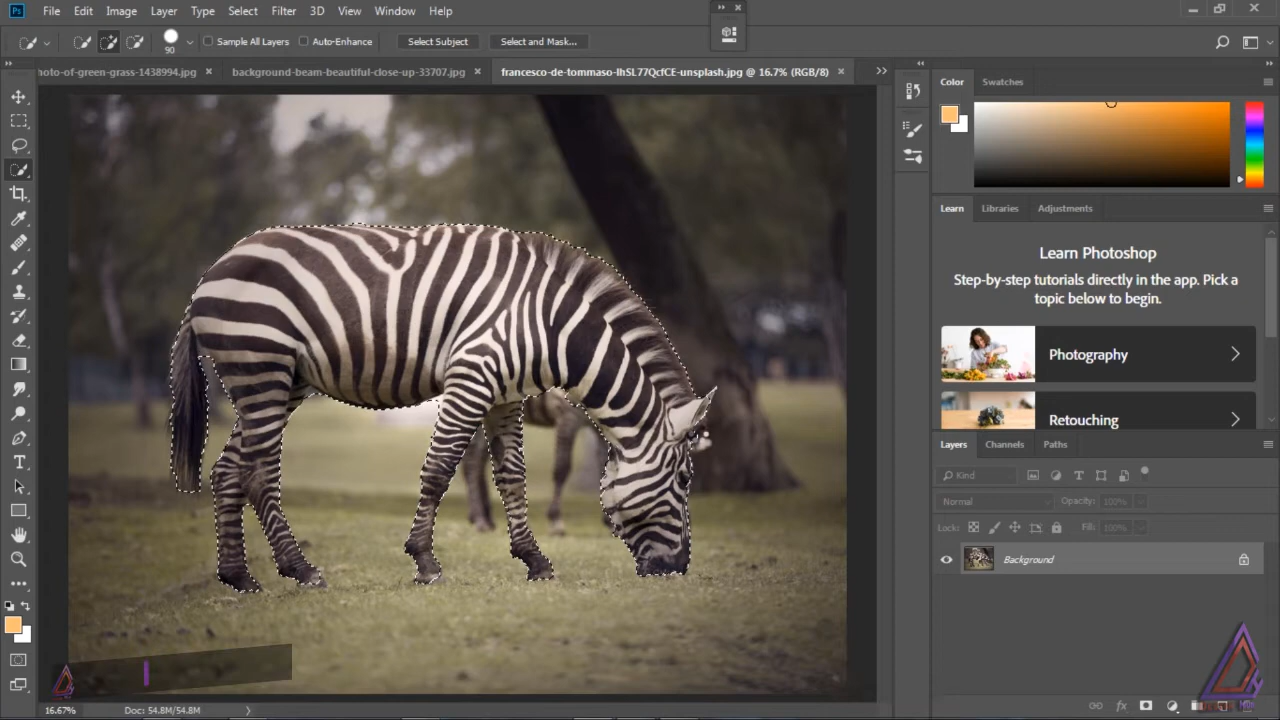 Ps File Edit Image Layer Type Select Filter 3D View Window Help
90 Sample All Layers Auto-Enhance Select Subject Select and Mask...
hoto-of-green-grass-1438994.jpg background-beam-beautiful-close-up-33707.jpg francesco-de-tommaso-IhSL77QcfCE-unsplash.jpg @ 16.7% (RGB/8)
Color Swatches
Learn Libraries Adjustments
Learn Photoshop
Step-by-step tutorials directly in the app. Pick a
topic below to begin.
Photography
Retouching
Layers Channels Paths
Kind
Normal Opacity: 100%
Lock: Fill: 100%
Background
16.67% Doc: 54.8M/54.8M